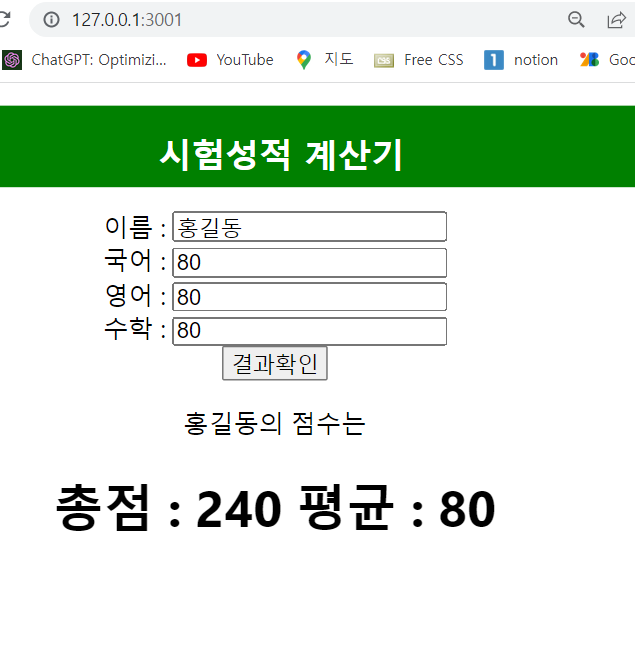 127.0.0.1:3001
ChatGPT: Optimizi... YouTube 지도 CSS Free CSS notion Goo
시험성적 계산기
이름 : 홍길동
국어 : 80
영어 : 80
수학 : 80
결과확인
홍길동의 점수는
총점 : 240 평균 : 80